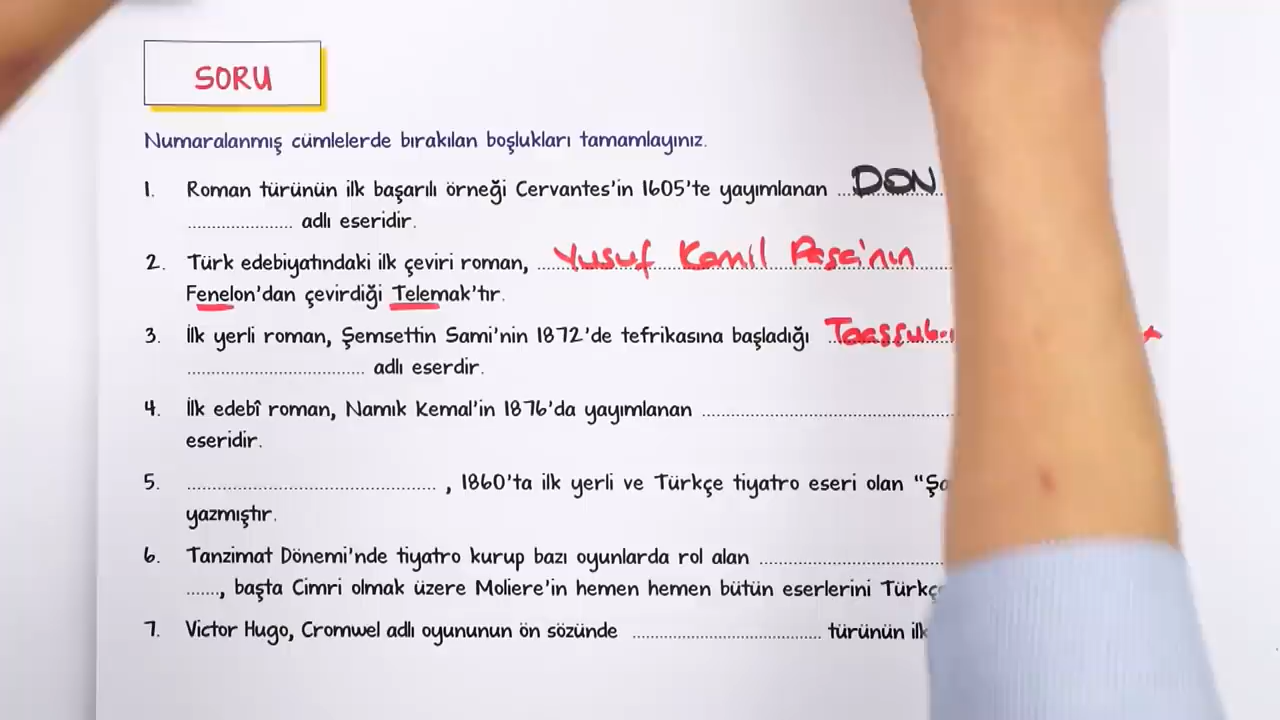 SORU
Numaralanmış cümlelerde bırakılan boşlukları tamamlayınız.
1. Roman türünün ilk başarılı örneği Cervantes'in 1605'te yayımlanan DON
adlı eseridir.
2. Türk edebiyatındaki ilk çeviri roman, Yusuf Kamil Paşa'nın
Fenelon'dan çevirdiği Telemak'tır.
3. İlk yerli roman, Şemsettin Sami'nin 1872'de tefrikasına başladığı
adlı eserdir.
4. İlk edebî roman, Namık Kemal'in 1876'da yayımlanan
eseridir.
5. , 1860'ta ilk yerli ve Türkçe tiyatro eseri olan
yazmıştır.
6. Tanzimat Dönemi'nde tiyatro kurup bazı oyunlarda rol alan
, başta Cimri olmak üzere Moliere'in hemen hemen bütün eserlerini
7. Victor Hugo, Cromwel adlı oyununun ön sözünde türünün ilk